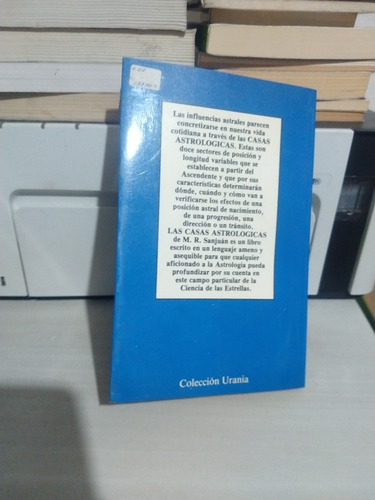 Las influencias astrales parecen
concretizarse en nuestra vida
cotidiana a través de las CASAS
ASTROLOGICAS. Estas son
doce sectores de posición y
longitud variables que se
establecen a partir del
Ascendente y que por sus
características determinarán
dónde, cuándo y cómo van a
verificarse los efectos de una
posición astral de nacimiento,
de una progresión, una
dirección o un tránsito.
LAS CASAS ASTROLOGICAS
de M. R. Sanjuán es un libro
escrito en un lenguaje ameno y
asequible para que cualquier
aficionado a la Astrología pueda
profundizar por su cuenta en
este campo particular de la
Ciencia de las Estrellas.
Colección Urania